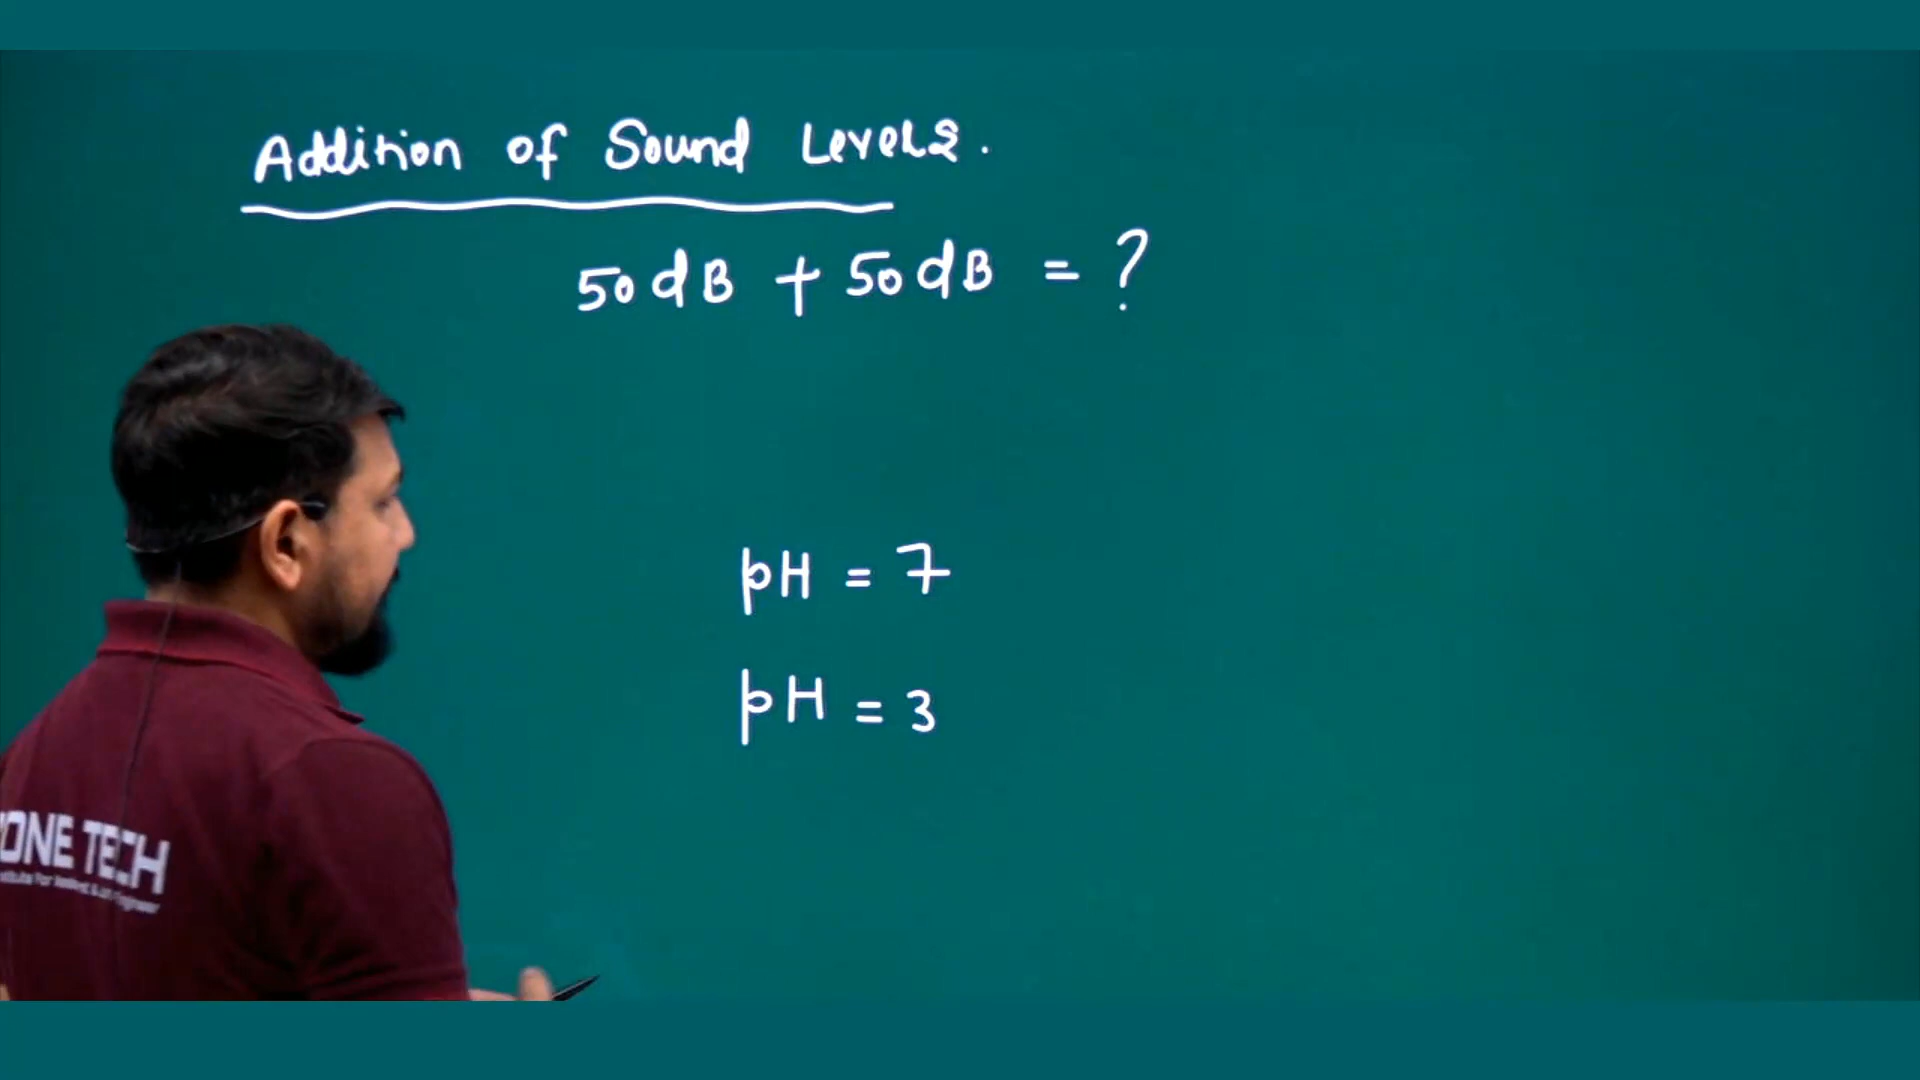 Addition of Sound Levels.
50 dB + 50 dB = ?
pH = 7
pH = 3
ONE TECH